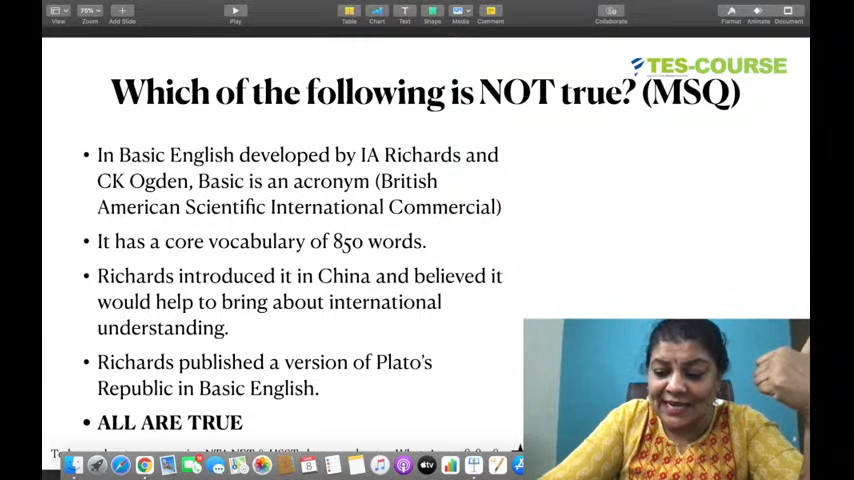 View
Zoom
Add Slide
Play
Table
Chart
Text
Shape
Media
Comment
Collaborate
Format
Animate
Document
75%
TES-COURSE
Which of the following is NOT true? (MSQ)
• In Basic English developed by IA Richards and
CK Ogden, Basic is an acronym (British
American Scientific International Commercial)
• It has a core vocabulary of 850 words.
• Richards introduced it in China and believed it
would help to bring about international
understanding.
• Richards published a version of Plato's
Republic in Basic English.
• ALL ARE TRUE
8
tv